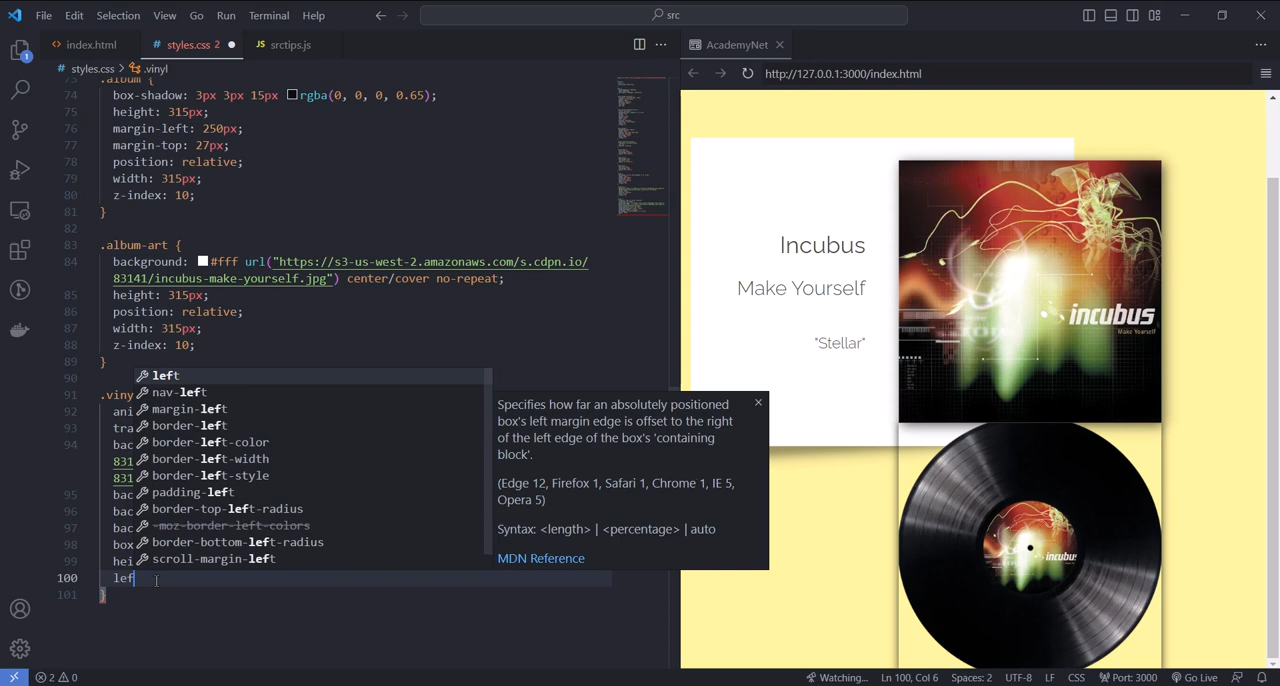 File Edit Selection View Go Run Terminal Help
src
1
index.html
# styles.css 2
JS srctips.js
AcademyNet
# styles.css > .vinyl
http://127.0.0.1:3000/index.html
73 .album {
74 box-shadow: 3px 3px 15px rgba(0, 0, 0, 0.65);
75 height: 315px;
76 margin-left: 250px;
77 margin-top: 27px;
78 position: relative;
79 width: 315px;
80 z-index: 10;
81 }
82
83 .album-art {
84 background: #fff url("https://s3-us-west-2.amazonaws.com/s.cdpn.io/
83141/incubus-make-yourself.jpg") center/cover no-repeat;
85 height: 315px;
86 position: relative;
87 width: 315px;
88 z-index: 10;
89 }
90
91 .viny
92 ani
93 tra
94 bac
831
831
95 bac
96 bac
97 bac
98 box
99 hei
100 lef
101 }
left
nav-left
margin-left
border-left
border-left-color
border-left-width
border-left-style
padding-left
border-top-left-radius
-moz-border-left-colors
border-bottom-left-radius
scroll-margin-left
Specifies how far an absolutely positioned
box's left margin edge is offset to the right
of the left edge of the box's 'containing
block'.
(Edge 12, Firefox 1, Safari 1, Chrome 1, IE 5,
Opera 5)
Syntax: <length> | <percentage> | auto
MDN Reference
Incubus
Make Yourself
"Stellar"
incubus
Make Yourself
incubus
2 0
Watching...
Ln 100, Col 6
Spaces: 2
UTF-8
LF
CSS
Port: 3000
Go Live